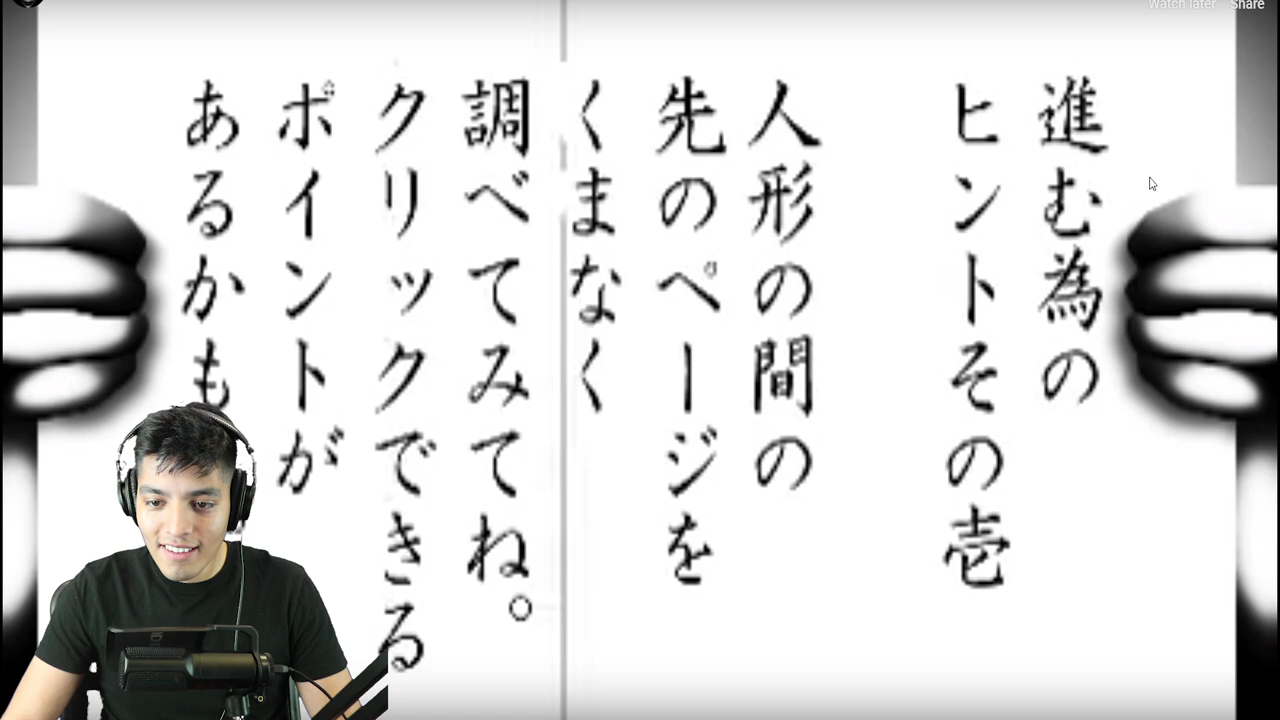 進む為の
ヒントその壱
人形の間の
先のページを
くまなく
調べてみてね。
クリックできる
ポイントが
あるかも
Watch later
Share